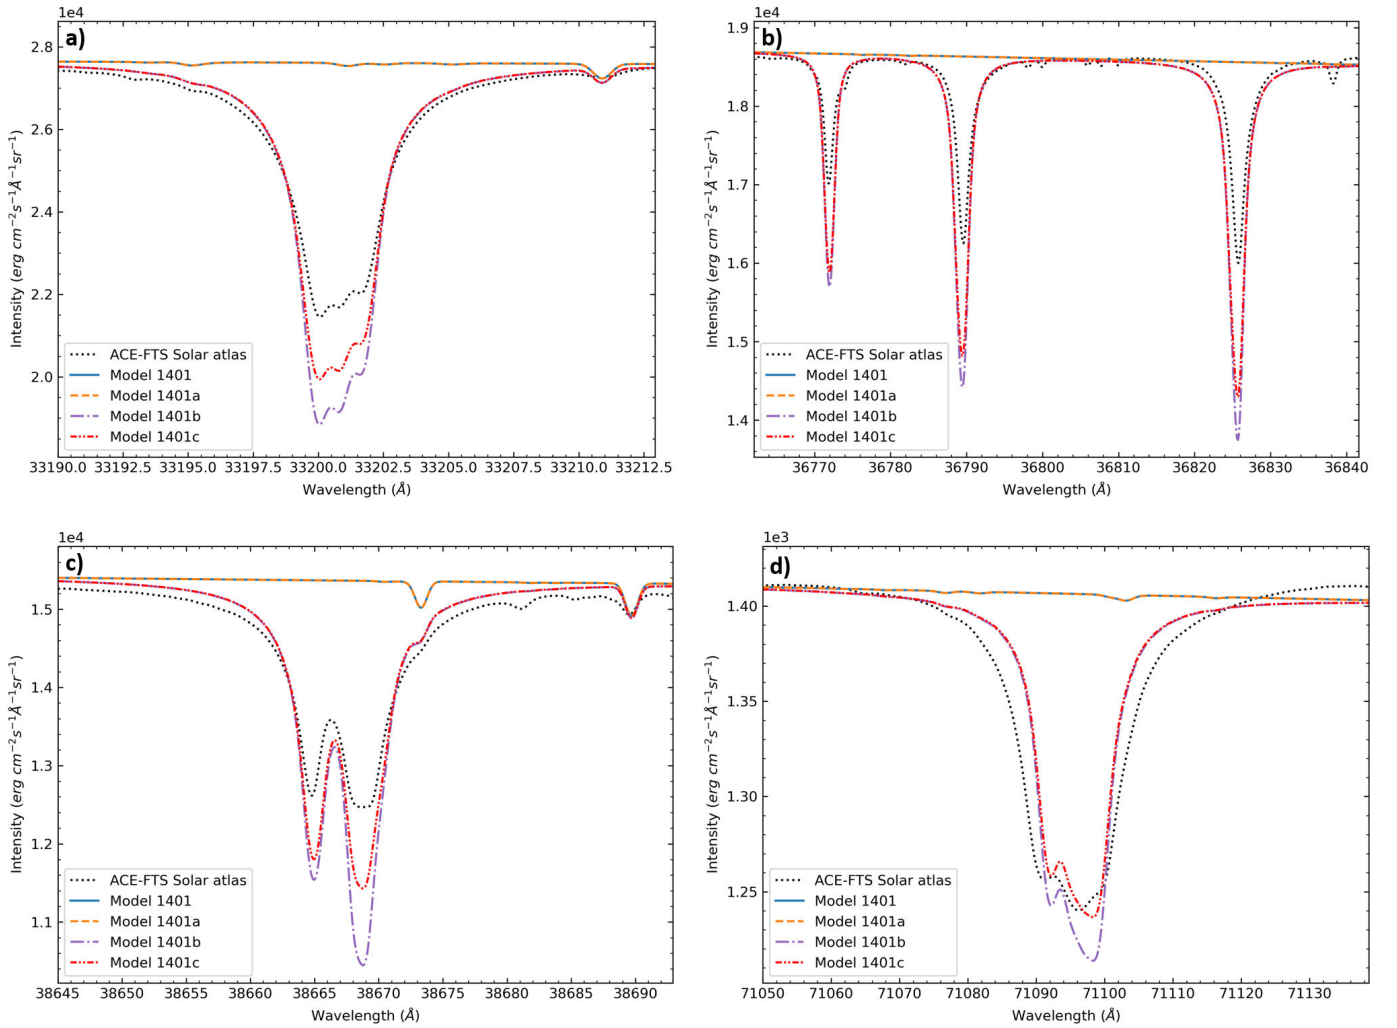 1e4
a)
2.8
2.6
2.4
2.2
2.0
Intensity (erg cm⁻²s⁻¹Å⁻¹sr⁻¹)
ACE-FTS Solar atlas
Model 1401
Model 1401a
Model 1401b
Model 1401c
33190.0 33192.5 33195.0 33197.5 33200.0 33202.5 33205.0 33207.5 33210.0 33212.5
Wavelength (Å)
1e4
b)
1.9
1.8
1.7
1.6
1.5
1.4
Intensity (erg cm⁻²s⁻¹Å⁻¹sr⁻¹)
ACE-FTS Solar atlas
Model 1401
Model 1401a
Model 1401b
Model 1401c
36770 36780 36790 36800 36810 36820 36830 36840
Wavelength (Å)
1e4
c)
1.5
1.4
1.3
1.2
1.1
Intensity (erg cm⁻²s⁻¹Å⁻¹sr⁻¹)
ACE-FTS Solar atlas
Model 1401
Model 1401a
Model 1401b
Model 1401c
38645 38650 38655 38660 38665 38670 38675 38680 38685 38690
Wavelength (Å)
1e3
d)
1.40
1.35
1.30
1.25
Intensity (erg cm⁻²s⁻¹Å⁻¹sr⁻¹)
ACE-FTS Solar atlas
Model 1401
Model 1401a
Model 1401b
Model 1401c
71050 71060 71070 71080 71090 71100 71110 71120 71130
Wavelength (Å)